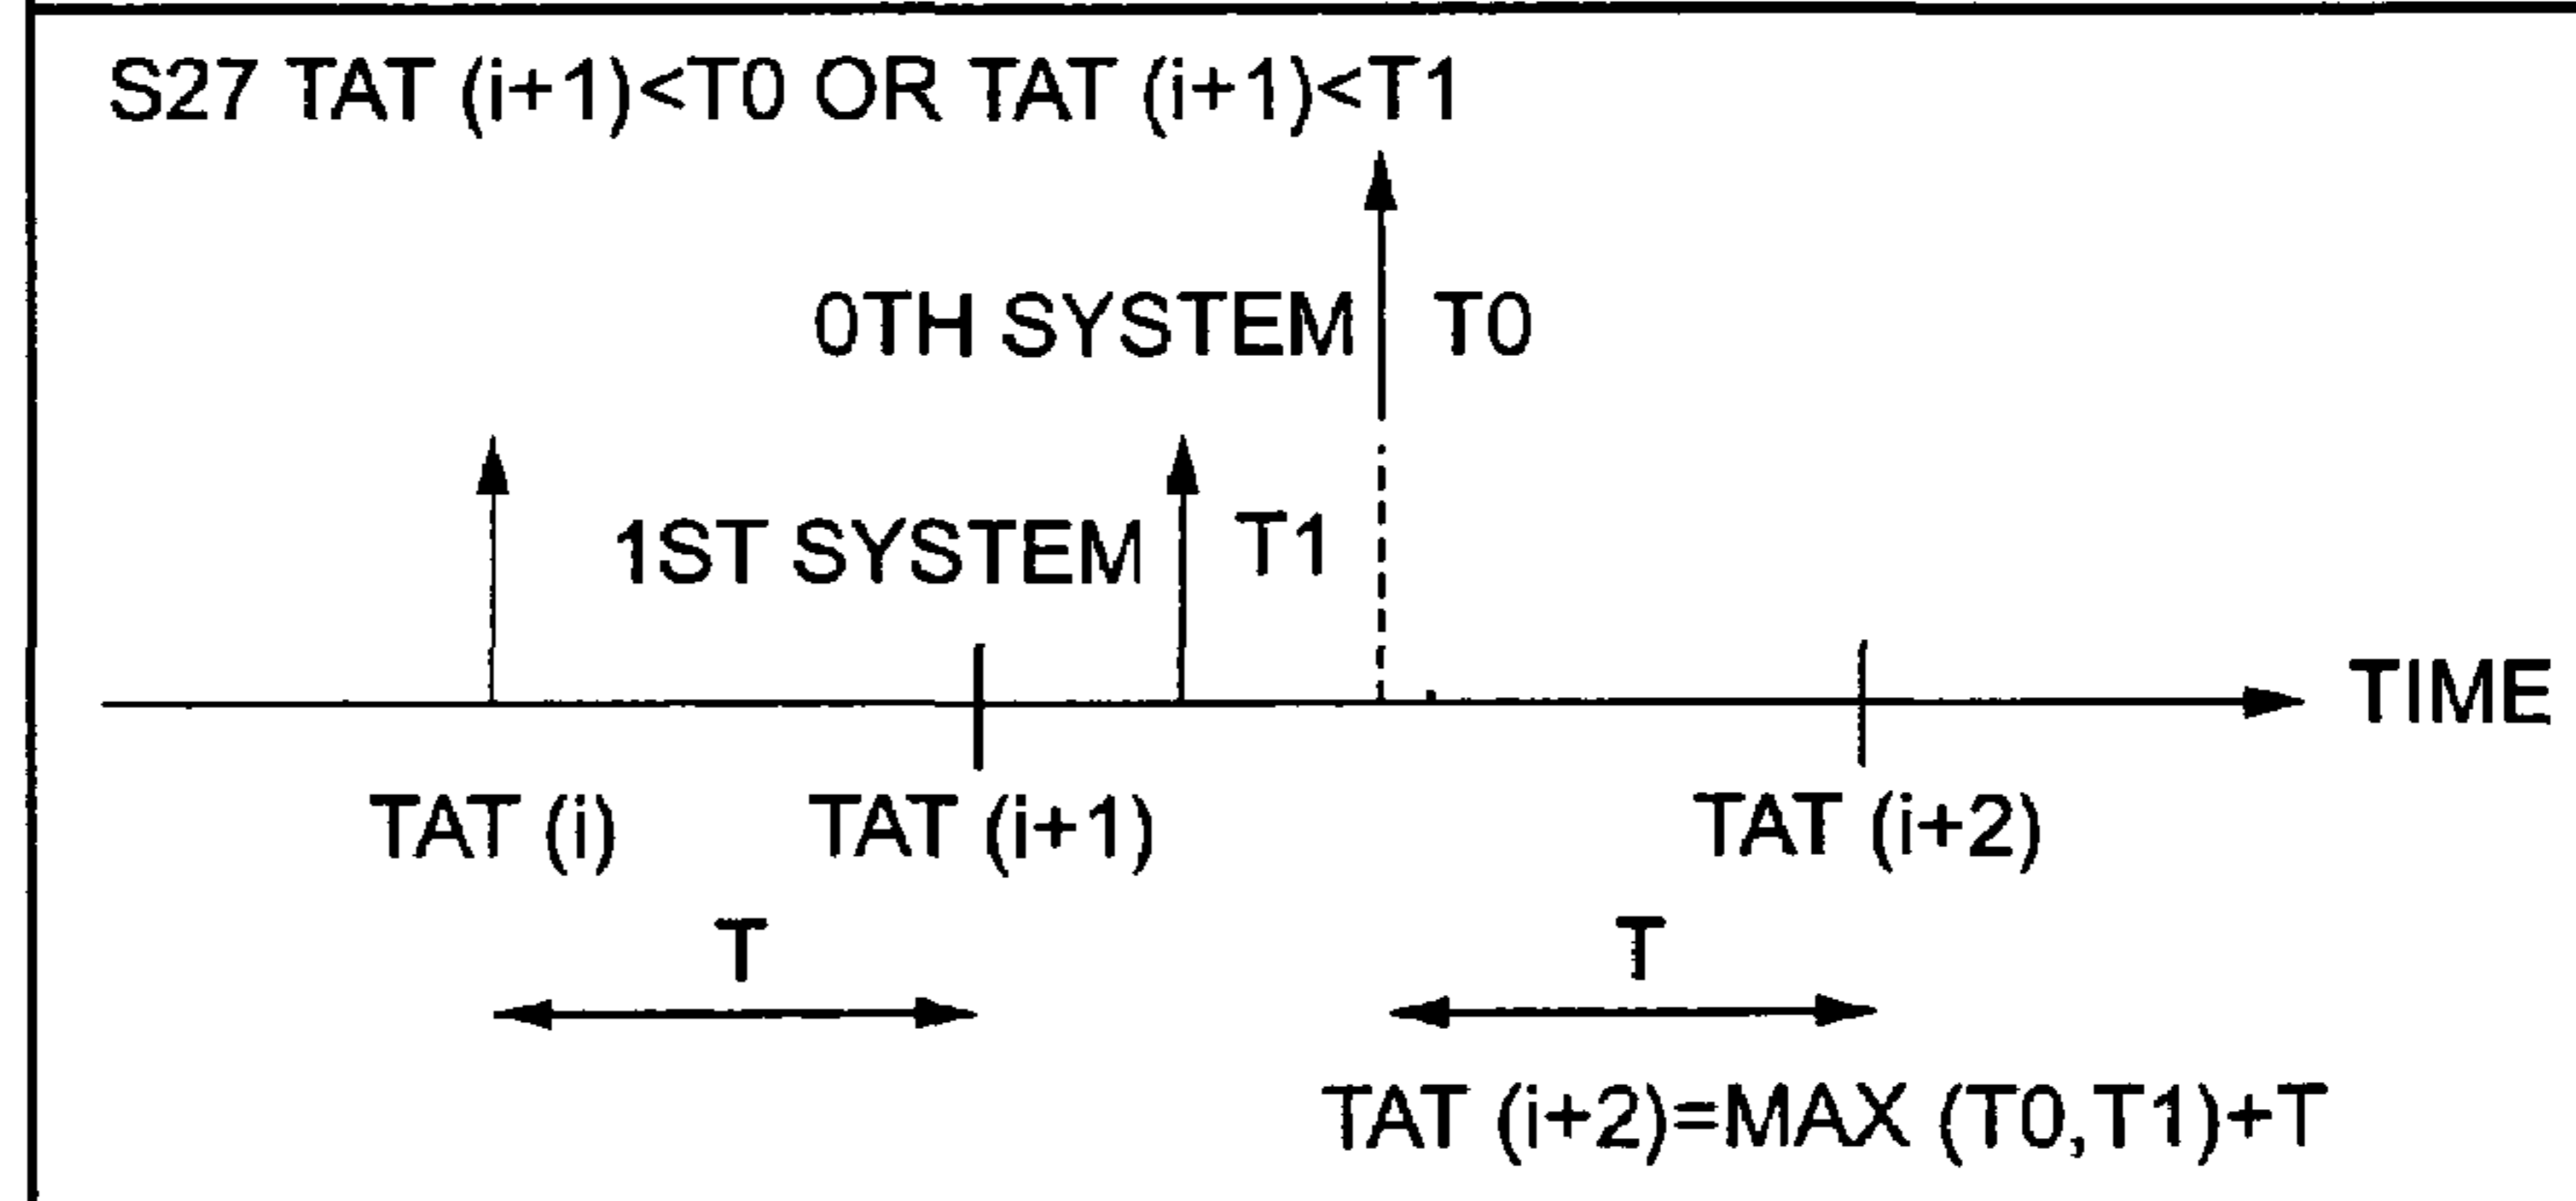 S27 TAT (i+1)<T0 OR TAT (i+1)<T1
0TH SYSTEM T0
1ST SYSTEM T1
TIME
TAT (i) TAT (i+1) TAT (i+2)
T T
TAT (i+2)=MAX (T0,T1)+T